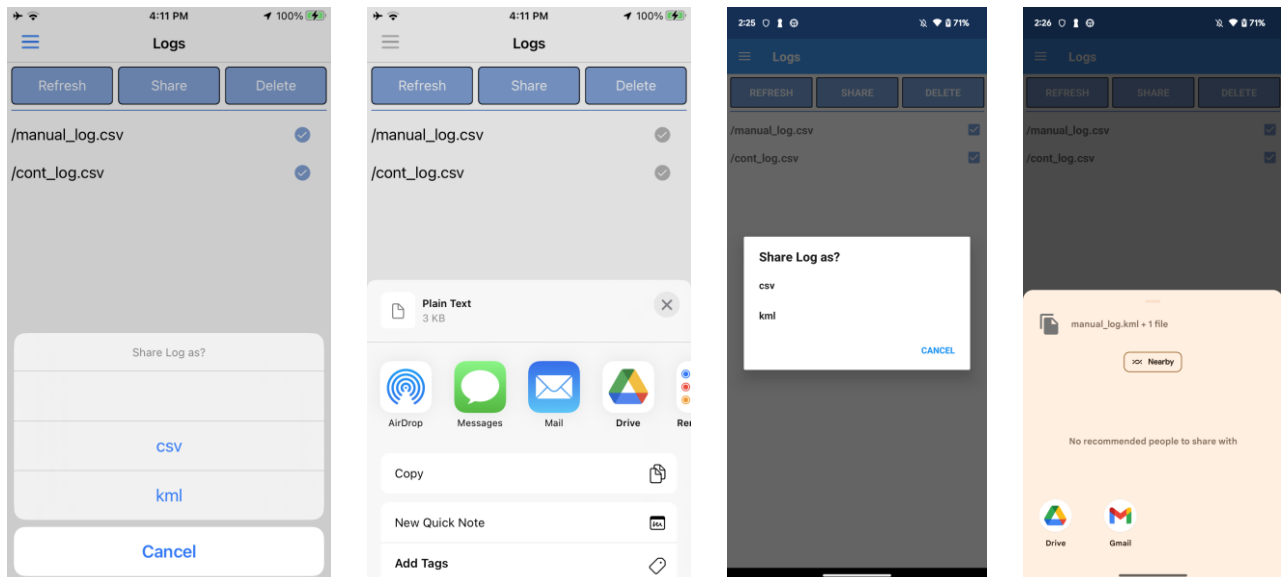 4:11 PM
100%
Logs
Refresh
Share
Delete
/manual_log.csv
/cont_log.csv
Share Log as?
csv
kml
Cancel
4:11 PM
100%
Logs
Refresh
Share
Delete
/manual_log.csv
/cont_log.csv
Plain Text
3 KB
AirDrop
Messages
Mail
Drive
Copy
New Quick Note
Add Tags
2:25
71%
Logs
REFRESH
SHARE
DELETE
/manual_log.csv
/cont_log.csv
Share Log as?
csv
kml
CANCEL
2:26
71%
Logs
REFRESH
SHARE
DELETE
/manual_log.csv
/cont_log.csv
manual_log.kml + 1 file
Nearby
No recommended people to share with
Drive
Gmail